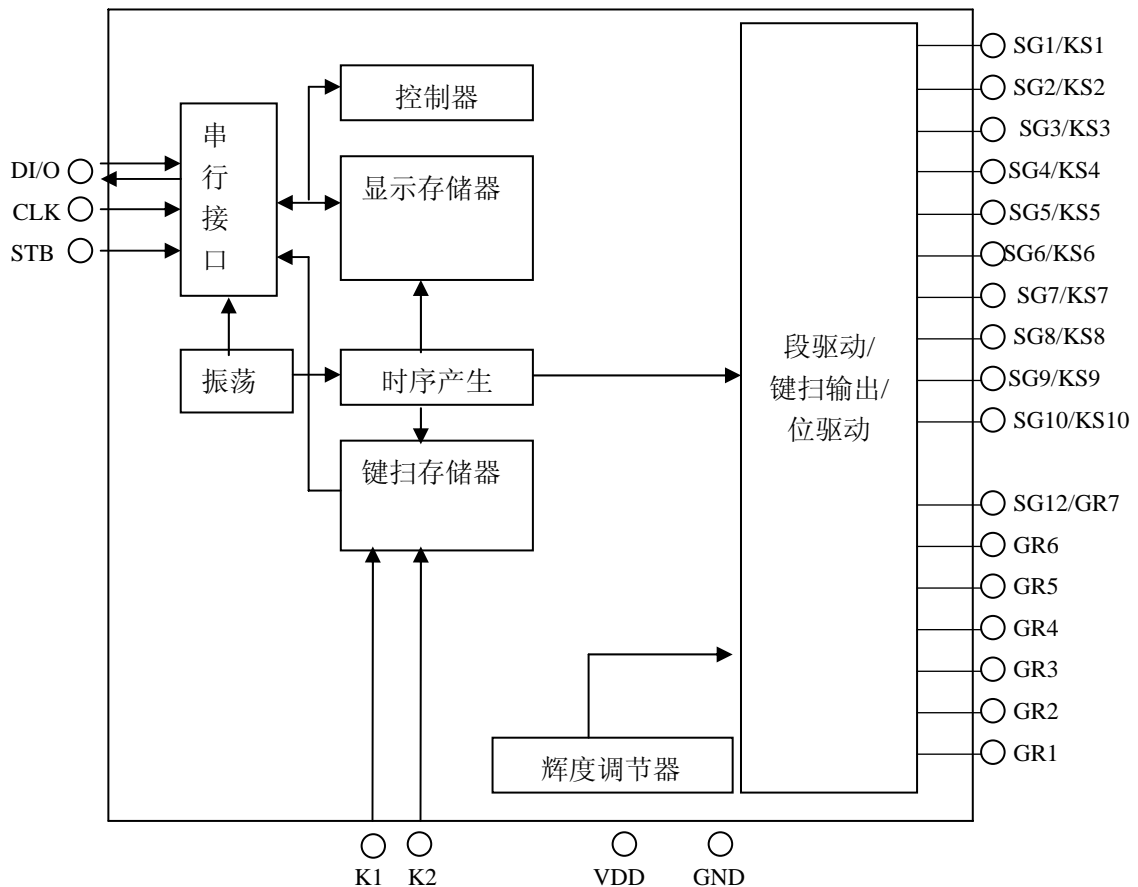 控制器
串
行
接
口
显示存储器
DI/O
CLK
STB
振荡
时序产生
键扫存储器
段驱动/
键扫输出/
位驱动
辉度调节器
SG1/KS1
SG2/KS2
SG3/KS3
SG4/KS4
SG5/KS5
SG6/KS6
SG7/KS7
SG8/KS8
SG9/KS9
SG10/KS10
SG12/GR7
GR6
GR5
GR4
GR3
GR2
GR1
K1 K2 VDD GND